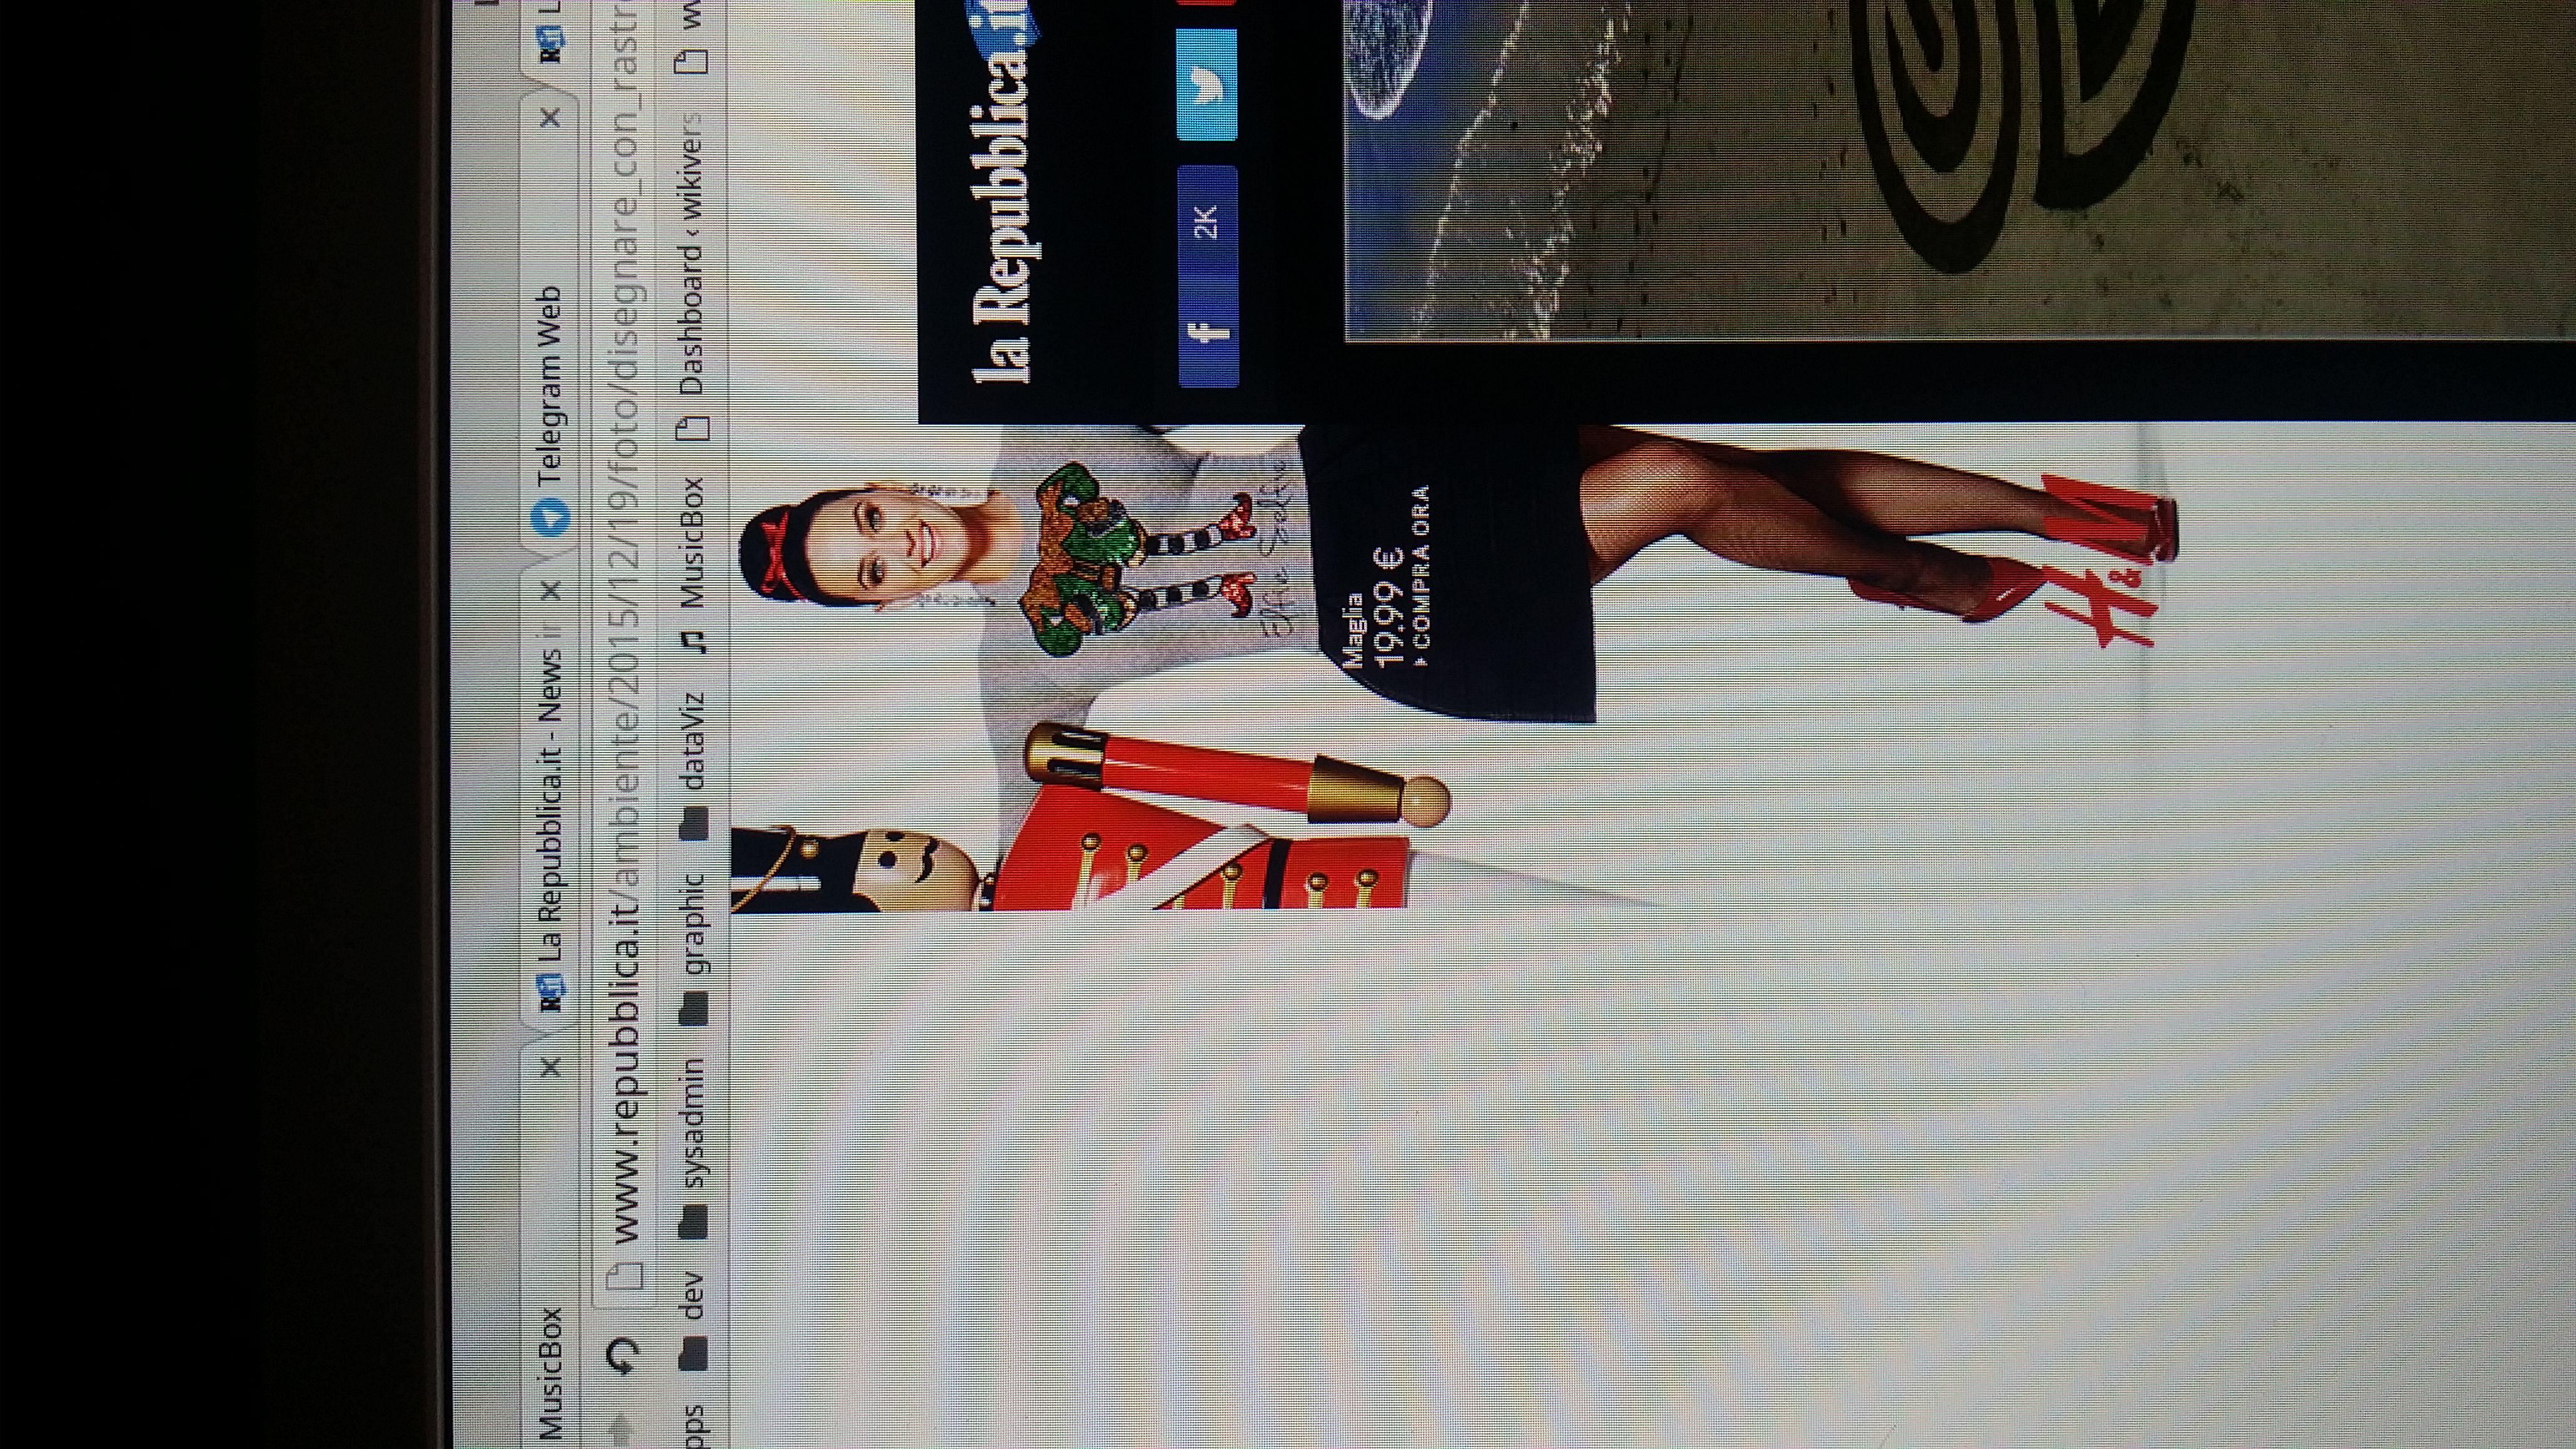 MusicBox
La Repubblica.it - News in
Telegram Web
www.repubblica.it/ambiente/2015/12/19/foto/disegnare_con_rastr
pps
dev
sysadmin
graphic
dataViz
MusicBox
Dashboard ‹ wikivers
la Repubblica.it
f 2K
Elfie Selfie
Maglia
19.99 €
COMPRA ORA
H&M